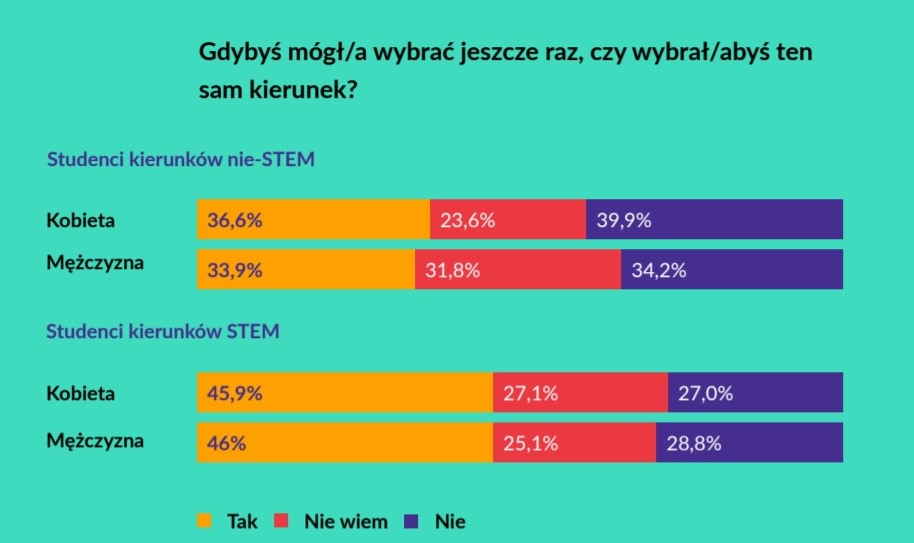 Gdybyś mógł/a wybrać jeszcze raz, czy wybrał/abyś ten
sam kierunek?
Studenci kierunków nie-STEM
Kobieta 36,6% 23,6% 39,9%
Mężczyzna 33,9% 31,8% 34,2%
Studenci kierunków STEM
Kobieta 45,9% 27,1% 27,0%
Mężczyzna 46% 25,1% 28,8%
Tak Nie wiem Nie